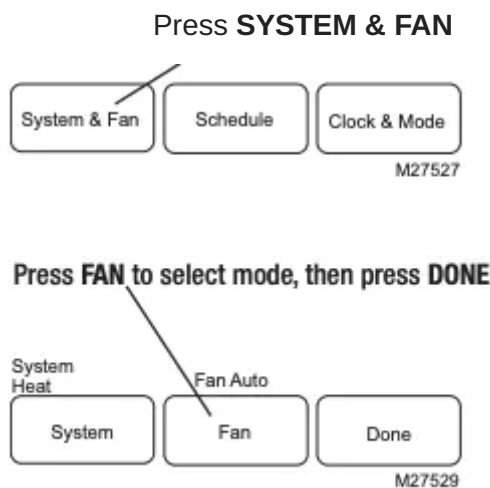 Press SYSTEM & FAN
System & Fan Schedule Clock & Mode
M27527
Press FAN to select mode, then press DONE
System
Heat Fan Auto
System Fan Done
M27529